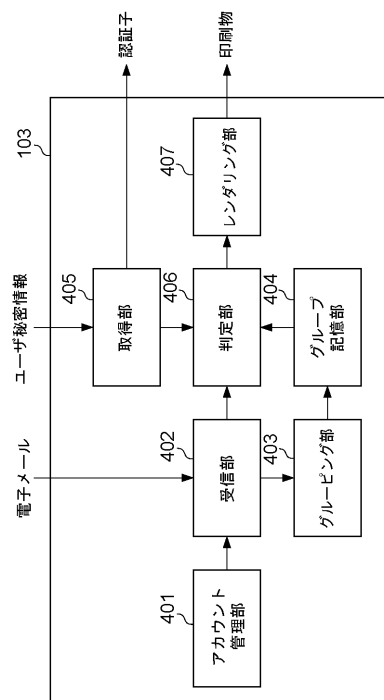 103
ユーザ秘密情報
電子メール
認証子
印刷物
405
取得部
401
アカウント
管理部
402
受信部
406
判定部
407
レンダリング部
403
グルーピング部
404
グループ
記憶部